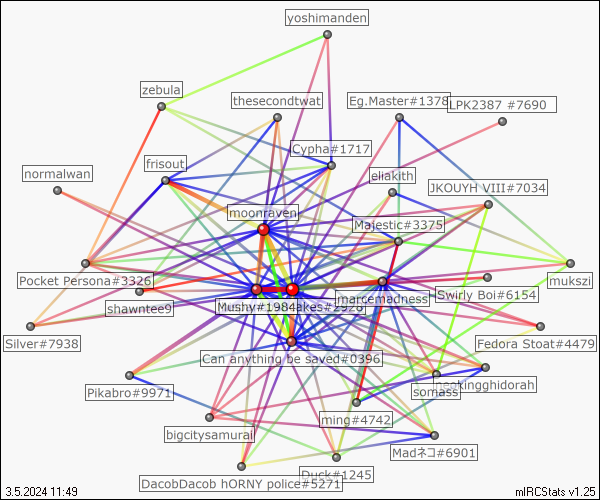 yoshimanden
zebula
thesecondtwat
Eg.Master#1378
LPK2387 #7690
Cypha#1717
frisout
eliakith
normalwan
JKOUYH VIII#7034
moonraven
Majestic#3375
Pocket Persona#3326
mukszi
marcemadness
Swirly Boi#6154
shawntee9
Mushy#1984
akes#2928
Silver#7938
Fedora Stoat#4479
Can anything be saved#0396
Pikabro#9971
somass
ngkingghidorah
ming#4742
bigcitysamurai
Madネコ#6901
Duck#1245
DacobDacob hORNY police#5271
3.5.2024 11:49
mIRCStats v1.25